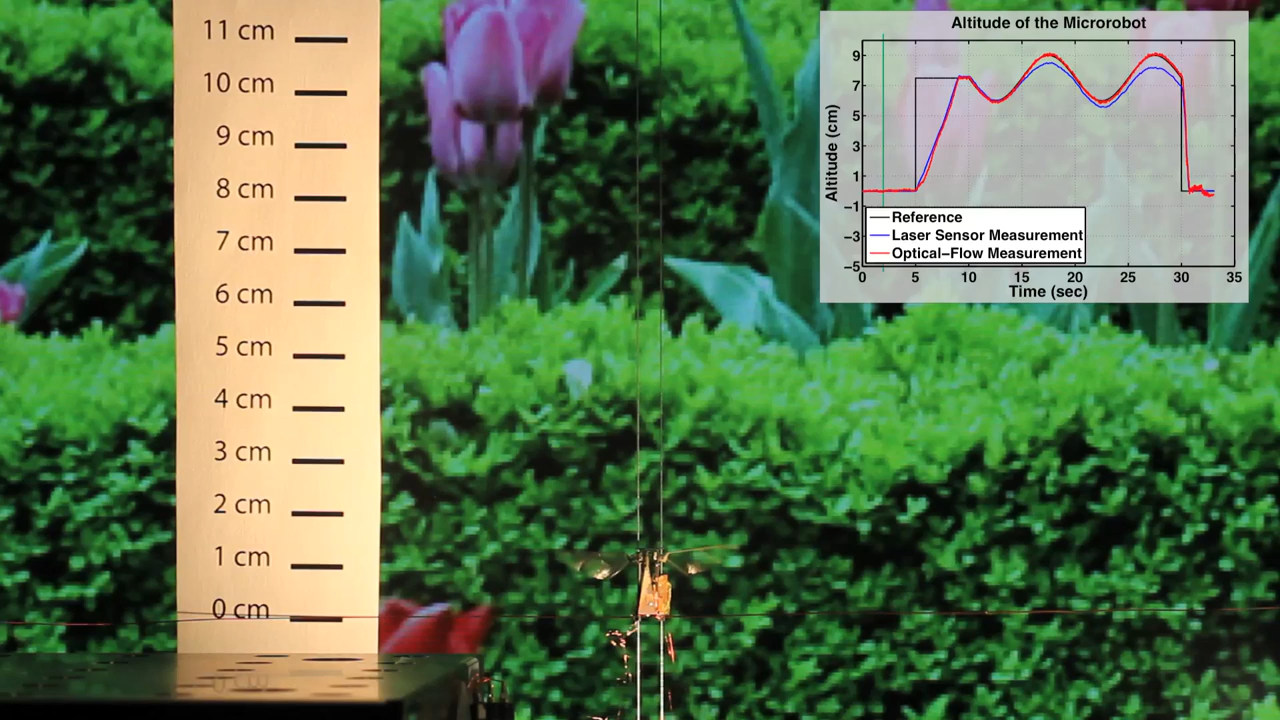 11 cm
10 cm
9 cm
8 cm
7 cm
6 cm
5 cm
4 cm
3 cm
2 cm
1 cm
0 cm
Altitude of the Microrobot
Altitude (cm)
9
7
5
3
1
−1
−3
−5
Reference
Laser Sensor Measurement
Optical−Flow Measurement
0 5 10 15 20 25 30 35
Time (sec)